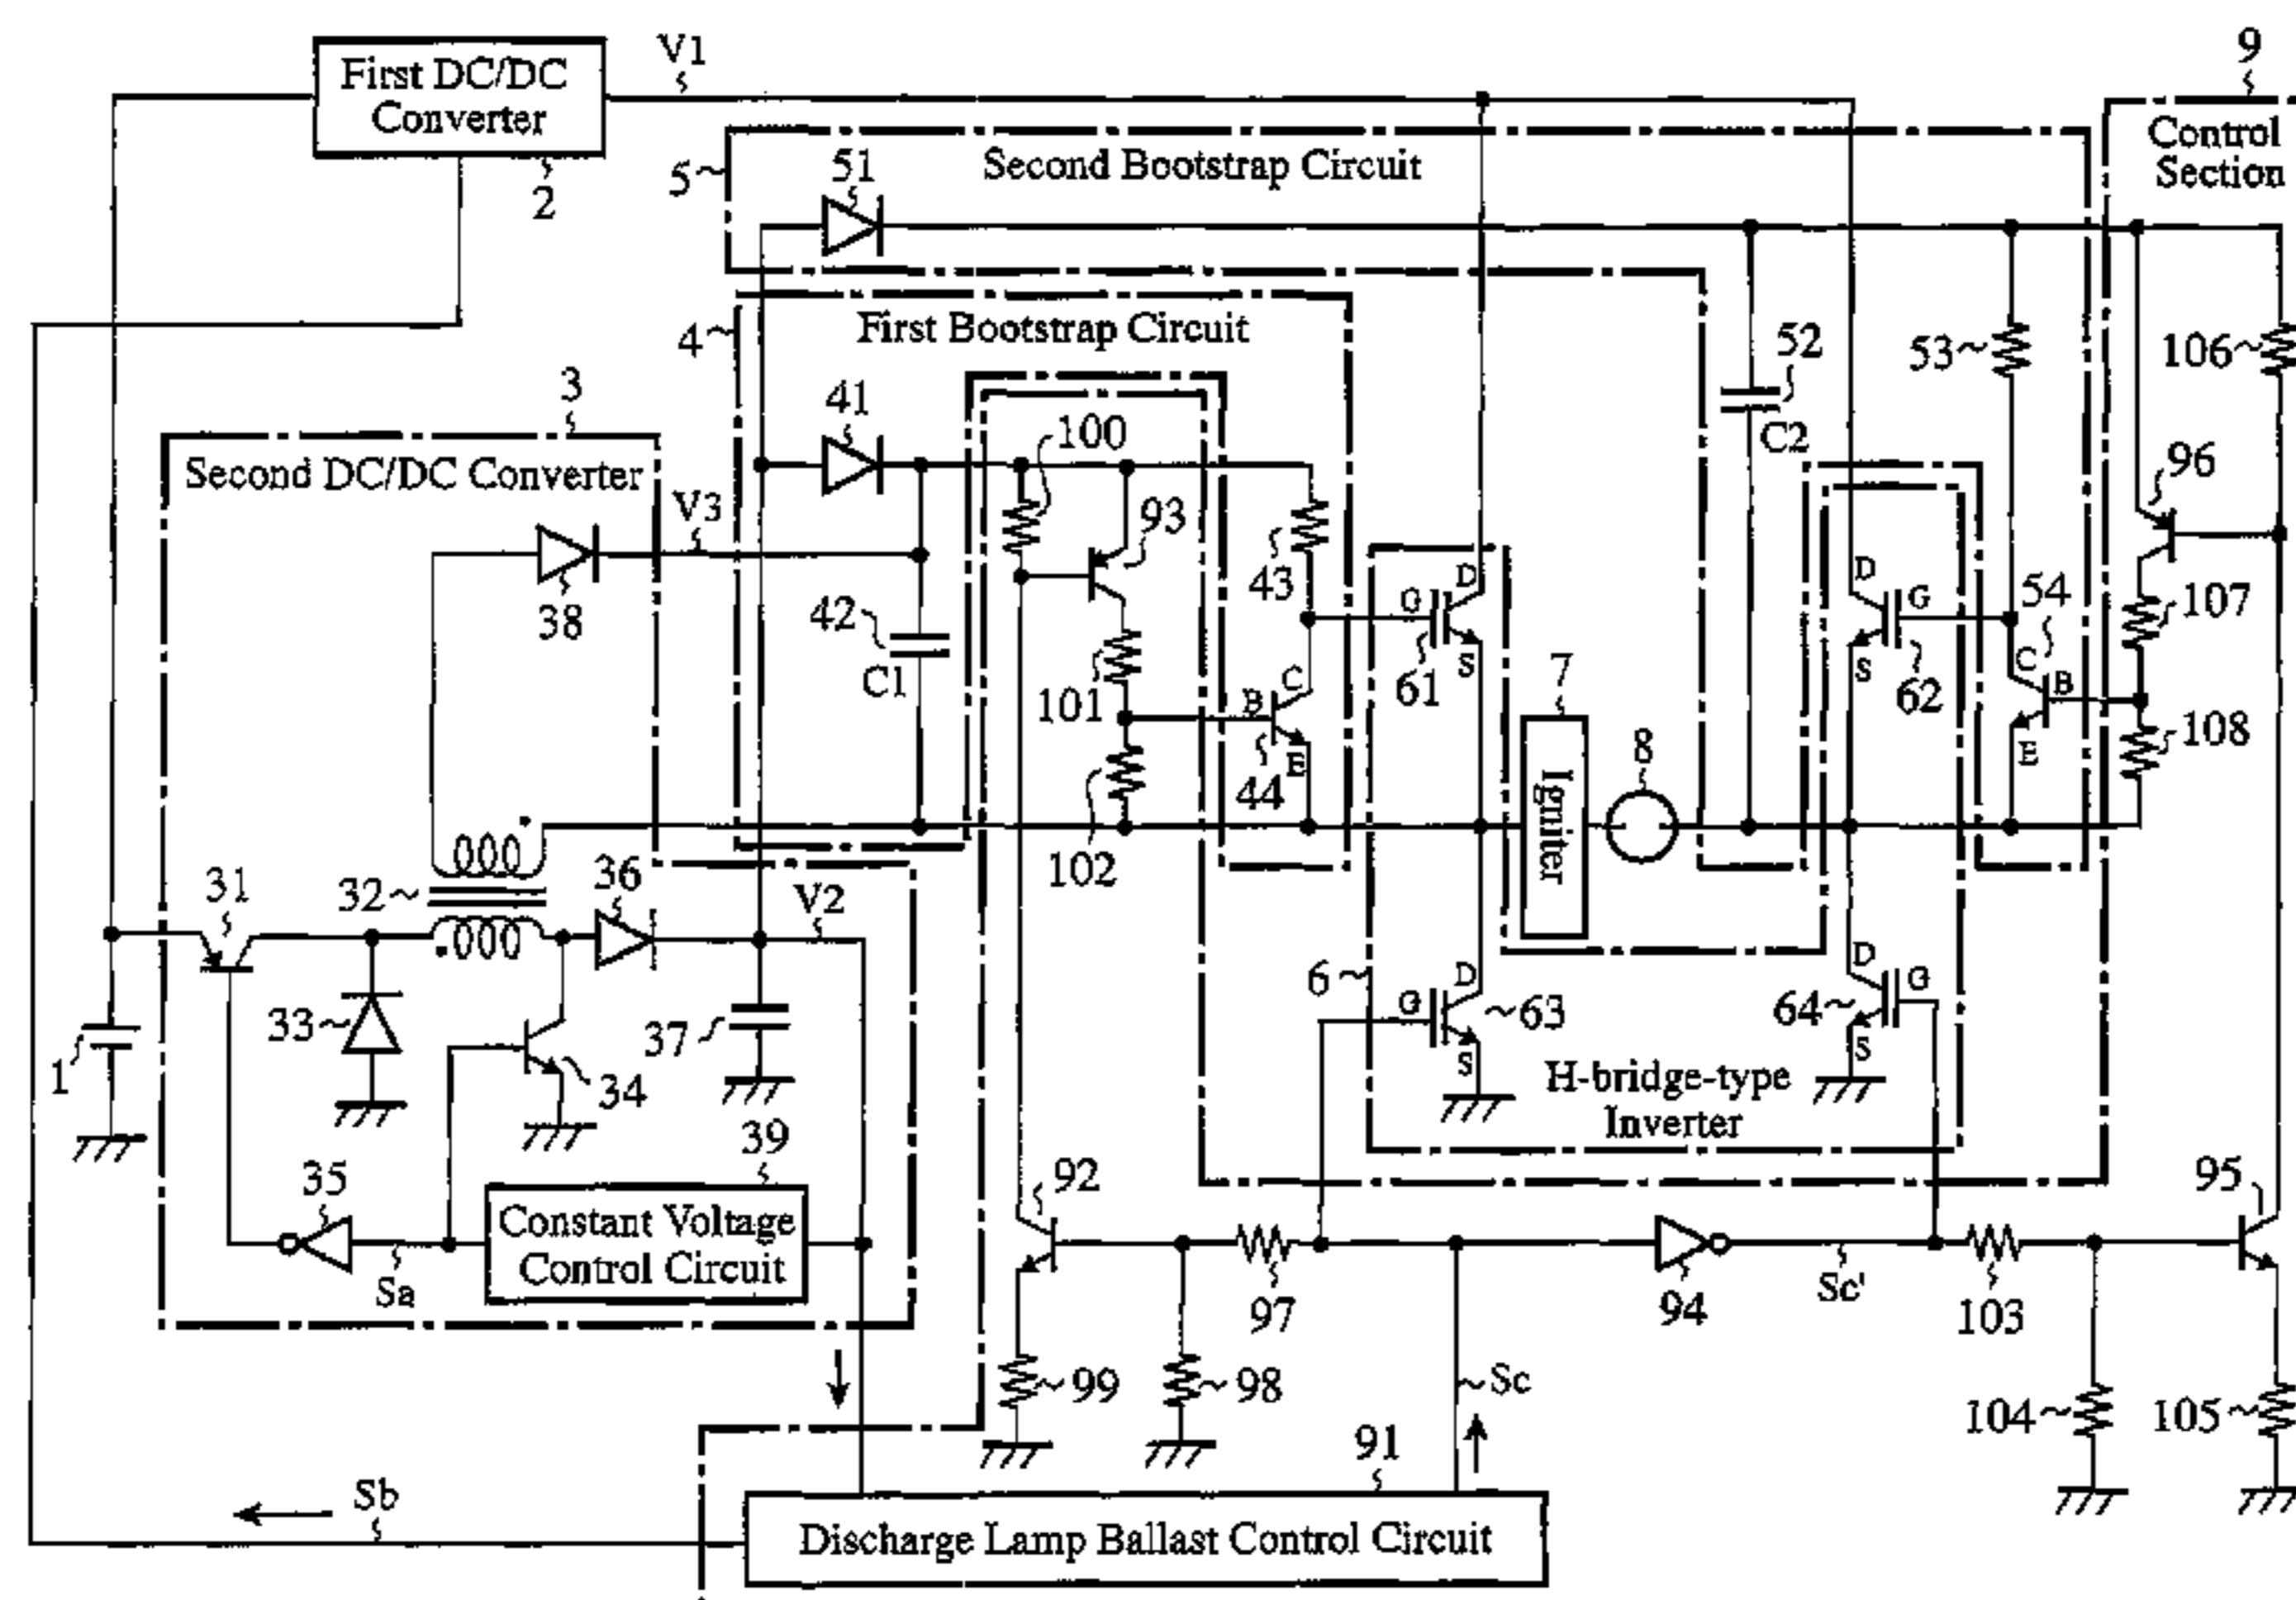 First DC/DC
Converter
2
V1
9
Control
Section
5
Second Bootstrap Circuit
51
4
First Bootstrap Circuit
52
C2
53
106
3
Second DC/DC Converter
V3
41
100
93
43
96
38
42
C1
101
102
B
C
E
44
G
D
S
61
7
Igniter
8
D
G
S
62
54
C
B
E
107
108
31
32
36
V2
33
34
37
1
6
G
D
S
63
64
D
G
S
H-bridge-type
Inverter
35
Sa
39
Constant Voltage
Control Circuit
92
97
94
Sc'
103
95
99
98
Sc
104
105
91
Sb
Discharge Lamp Ballast Control Circuit